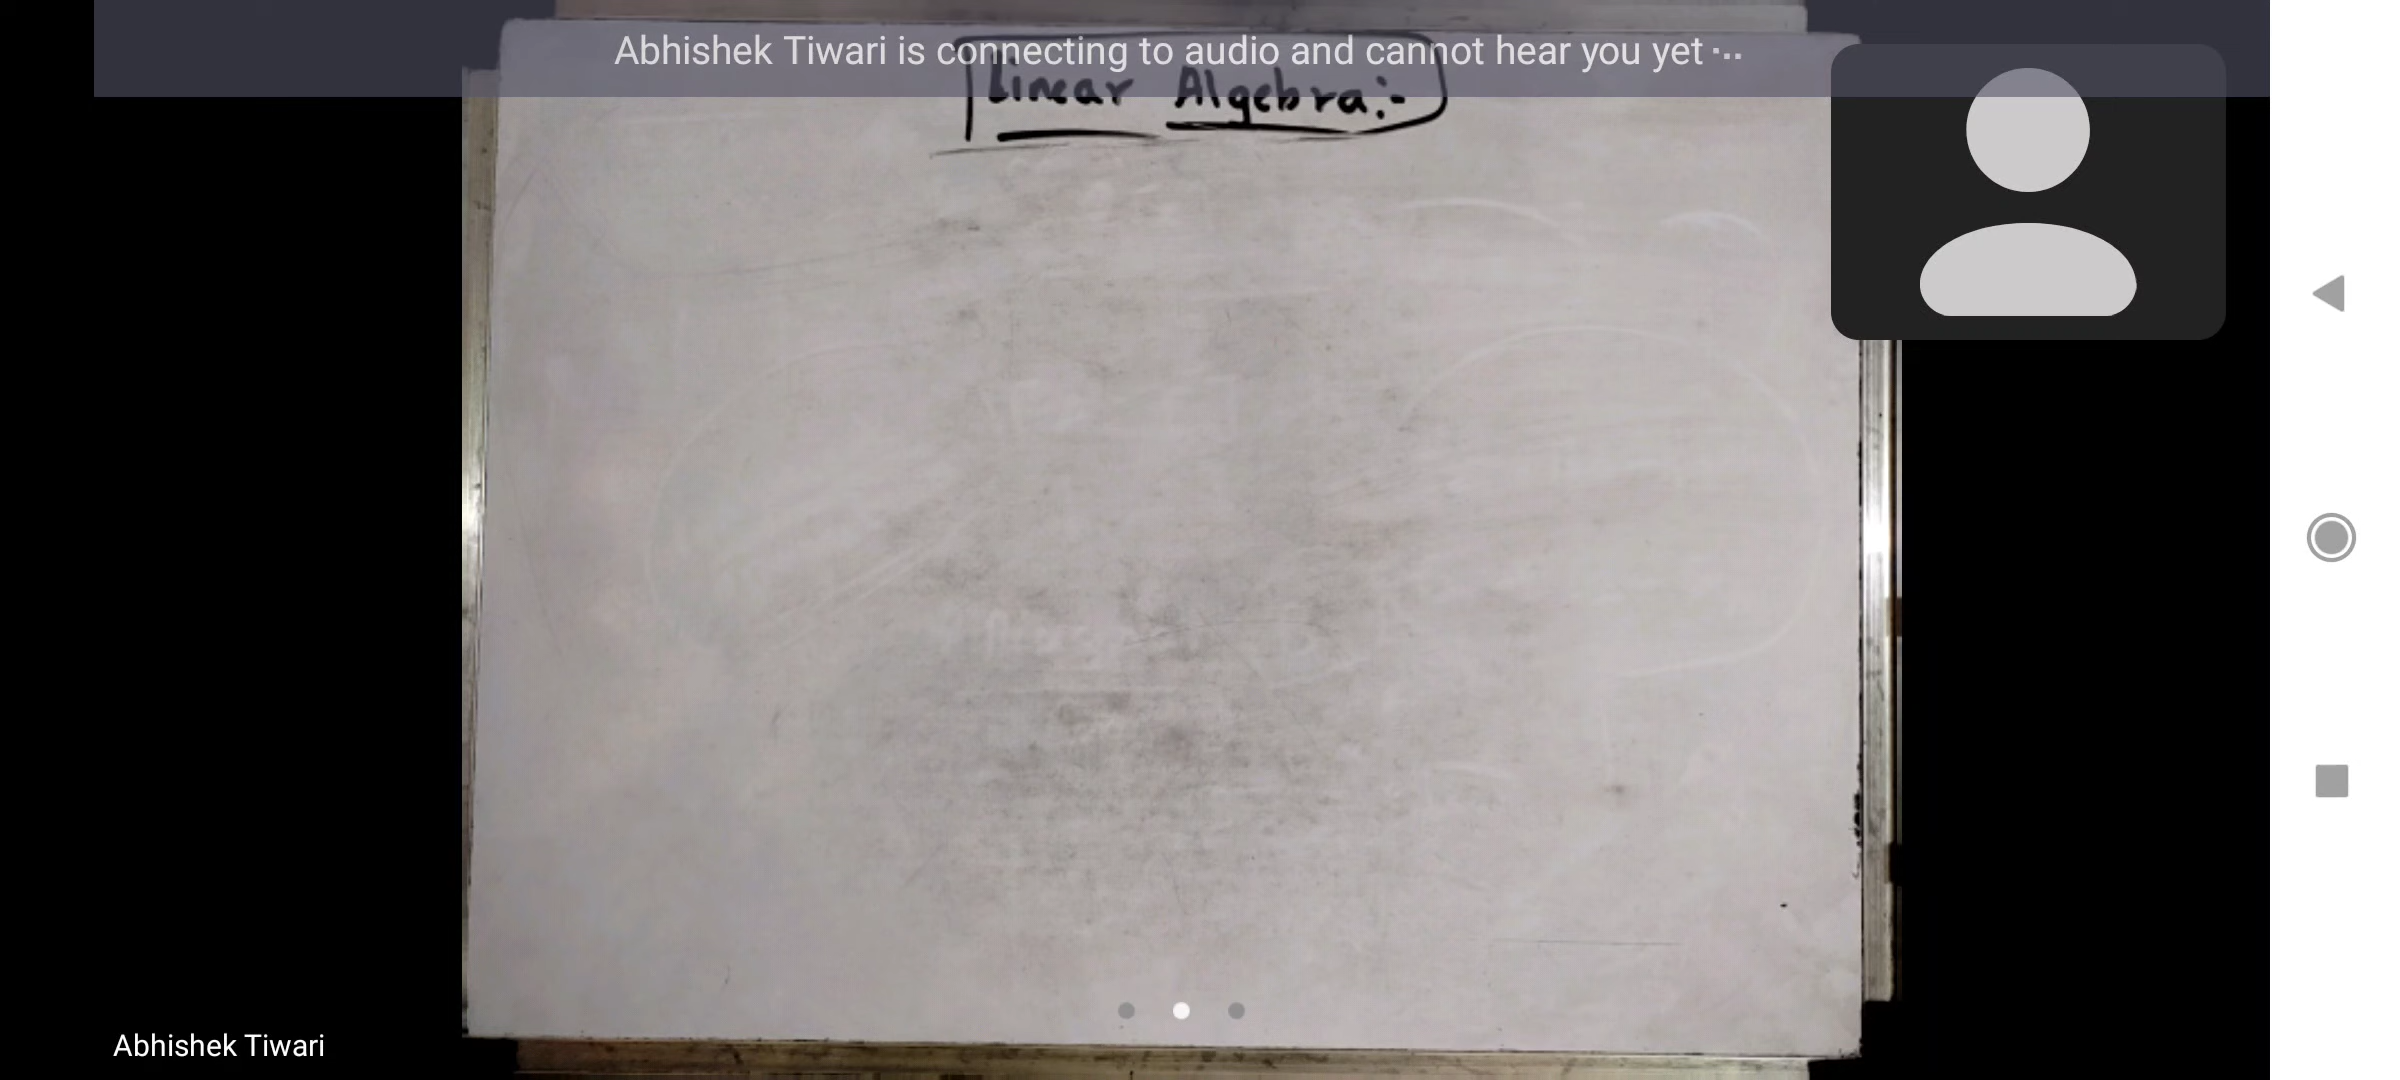 Abhishek Tiwari is connecting to audio and cannot hear you yet ...
Linear Algebra:-
Abhishek Tiwari